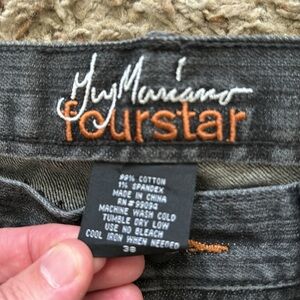 Guy Mariano
fourstar
99% COTTON
1% SPANDEX
MADE IN CHINA
RN#99092
MACHINE WASH COLD
TUMBLE DRY LOW
USE NO BLEACH
COOL IRON WHEN NEEDED
38